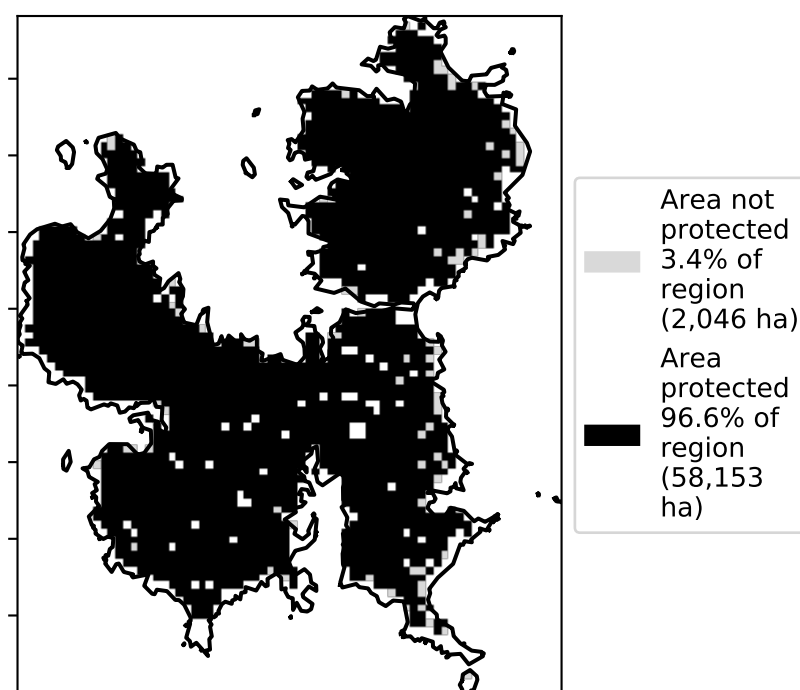 Area not
protected
3.4% of
region
(2,046 ha)
Area
protected
96.6% of
region
(58,153
ha)